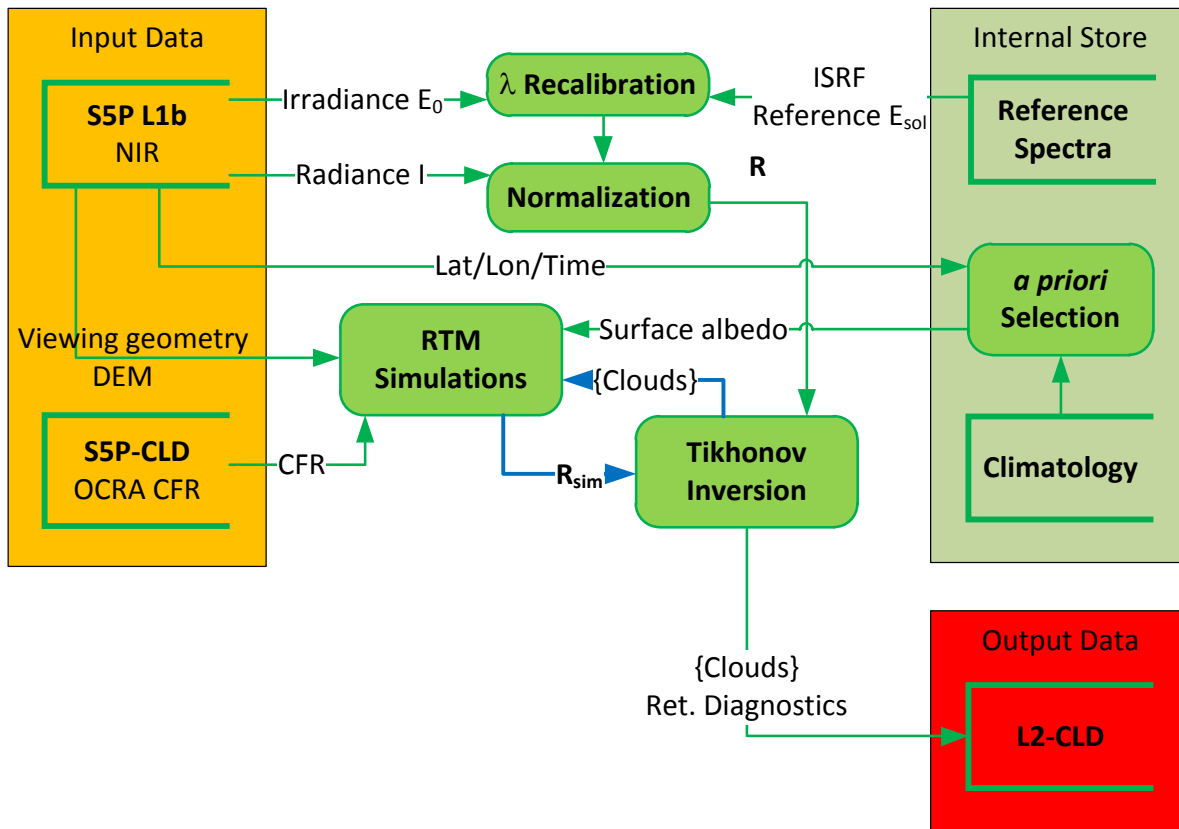 Input Data
S5P L1b
NIR
Irradiance E₀
λ Recalibration
ISRF
Reference E_sol
Internal Store
Reference
Spectra
Radiance I
Normalization
R
Lat/Lon/Time
a priori
Selection
Viewing geometry
DEM
RTM
Simulations
Surface albedo
{Clouds}
S5P-CLD
OCRA CFR
CFR
R_sim
Tikhonov
Inversion
Climatology
{Clouds}
Ret. Diagnostics
Output Data
L2-CLD